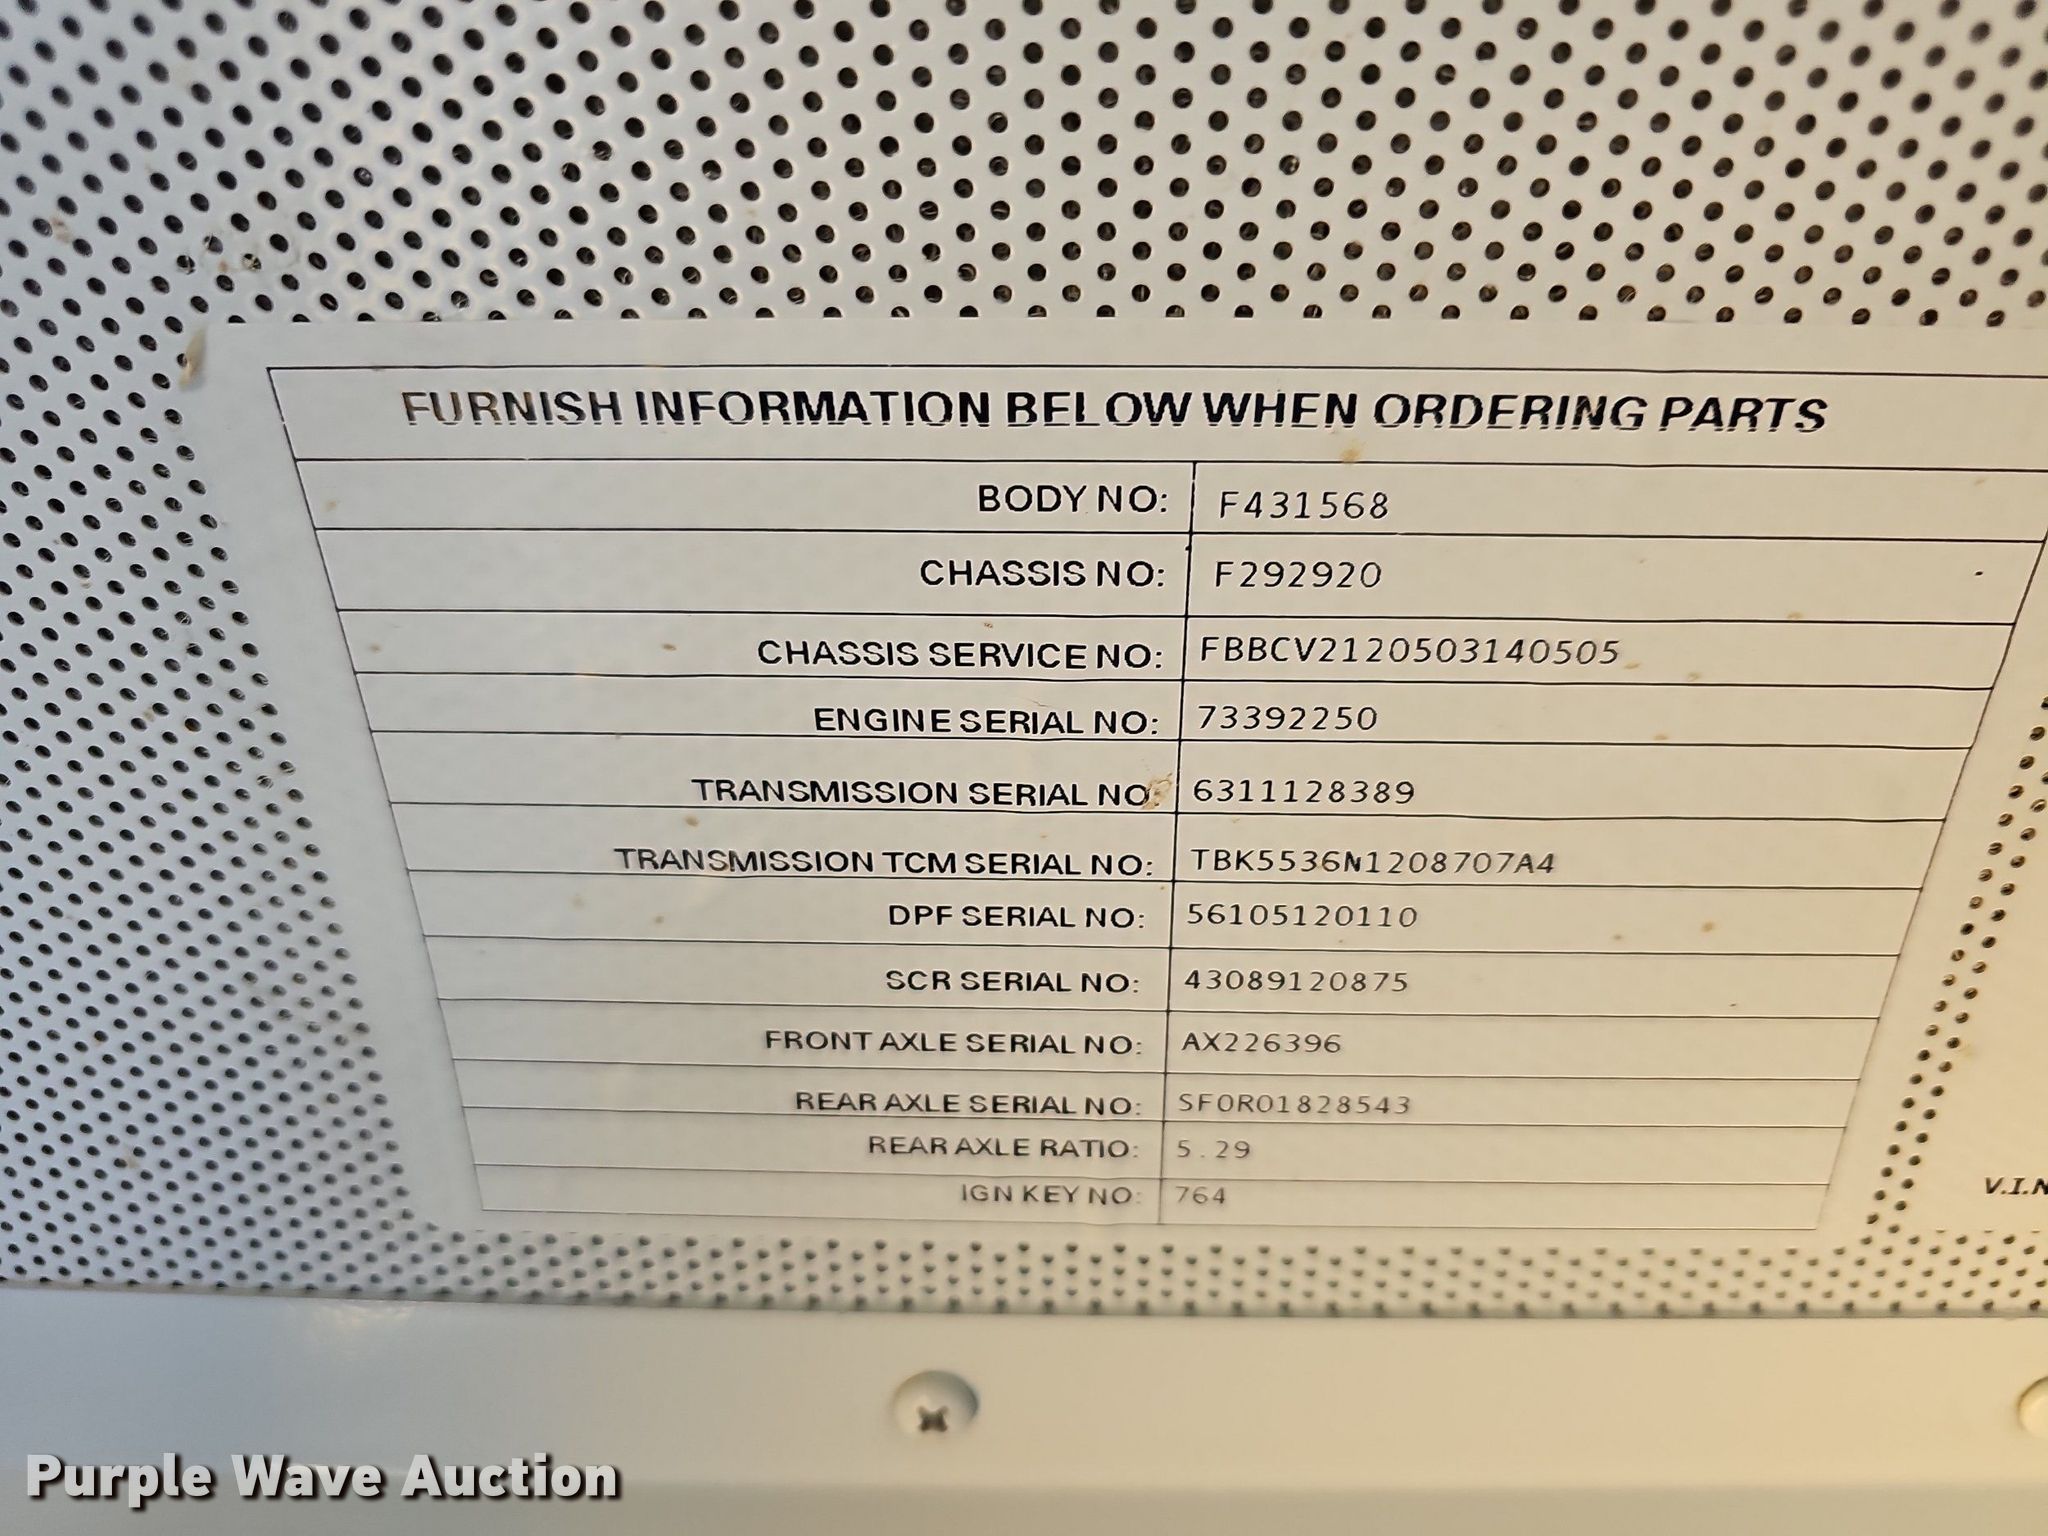 FURNISH INFORMATION BELOW WHEN ORDERING PARTS
BODY NO: F431568
CHASSIS NO: F292920
CHASSIS SERVICE NO: FBBCV2120503140505
ENGINE SERIAL NO: 73392250
TRANSMISSION SERIAL NO: 6311128389
TRANSMISSION TCM SERIAL NO: TBK5536N1208707A4
DPF SERIAL NO: 56105120110
SCR SERIAL NO: 43089120875
FRONT AXLE SERIAL NO: AX226396
REAR AXLE SERIAL NO: SF0R01828543
REAR AXLE RATIO: 5.29
IGN KEY NO: 764
V.I.N
Purple Wave Auction